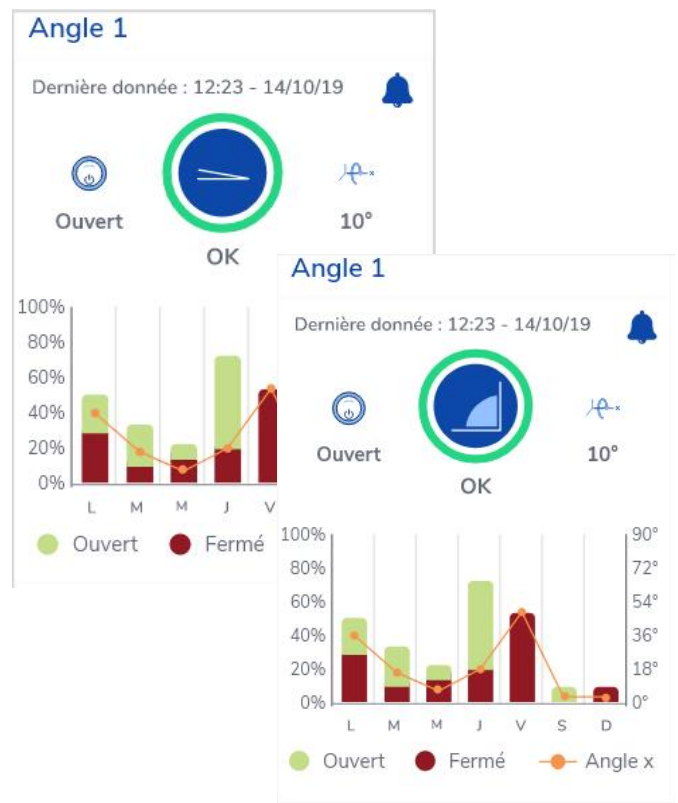 Angle 1
Dernière donnée : 12:23 - 14/10/19
x
Ouvert
10°
OK
100%
80%
60%
40%
20%
0%
L M M J V
Ouvert Fermé
Angle 1
Dernière donnée : 12:23 - 14/10/19
x
Ouvert
10°
OK
100% 90°
80% 72°
60% 54°
40% 36°
20% 18°
0% 0°
L M M J V S D
Ouvert Fermé Angle x